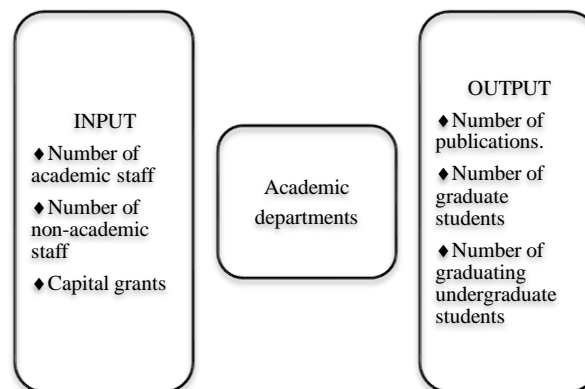 INPUT
♦Number of
academic staff
♦Number of
non-academic
staff
♦Capital grants
Academic
departments
OUTPUT
♦Number of
publications.
♦Number of
graduate
students
♦Number of
graduating
undergraduate
students